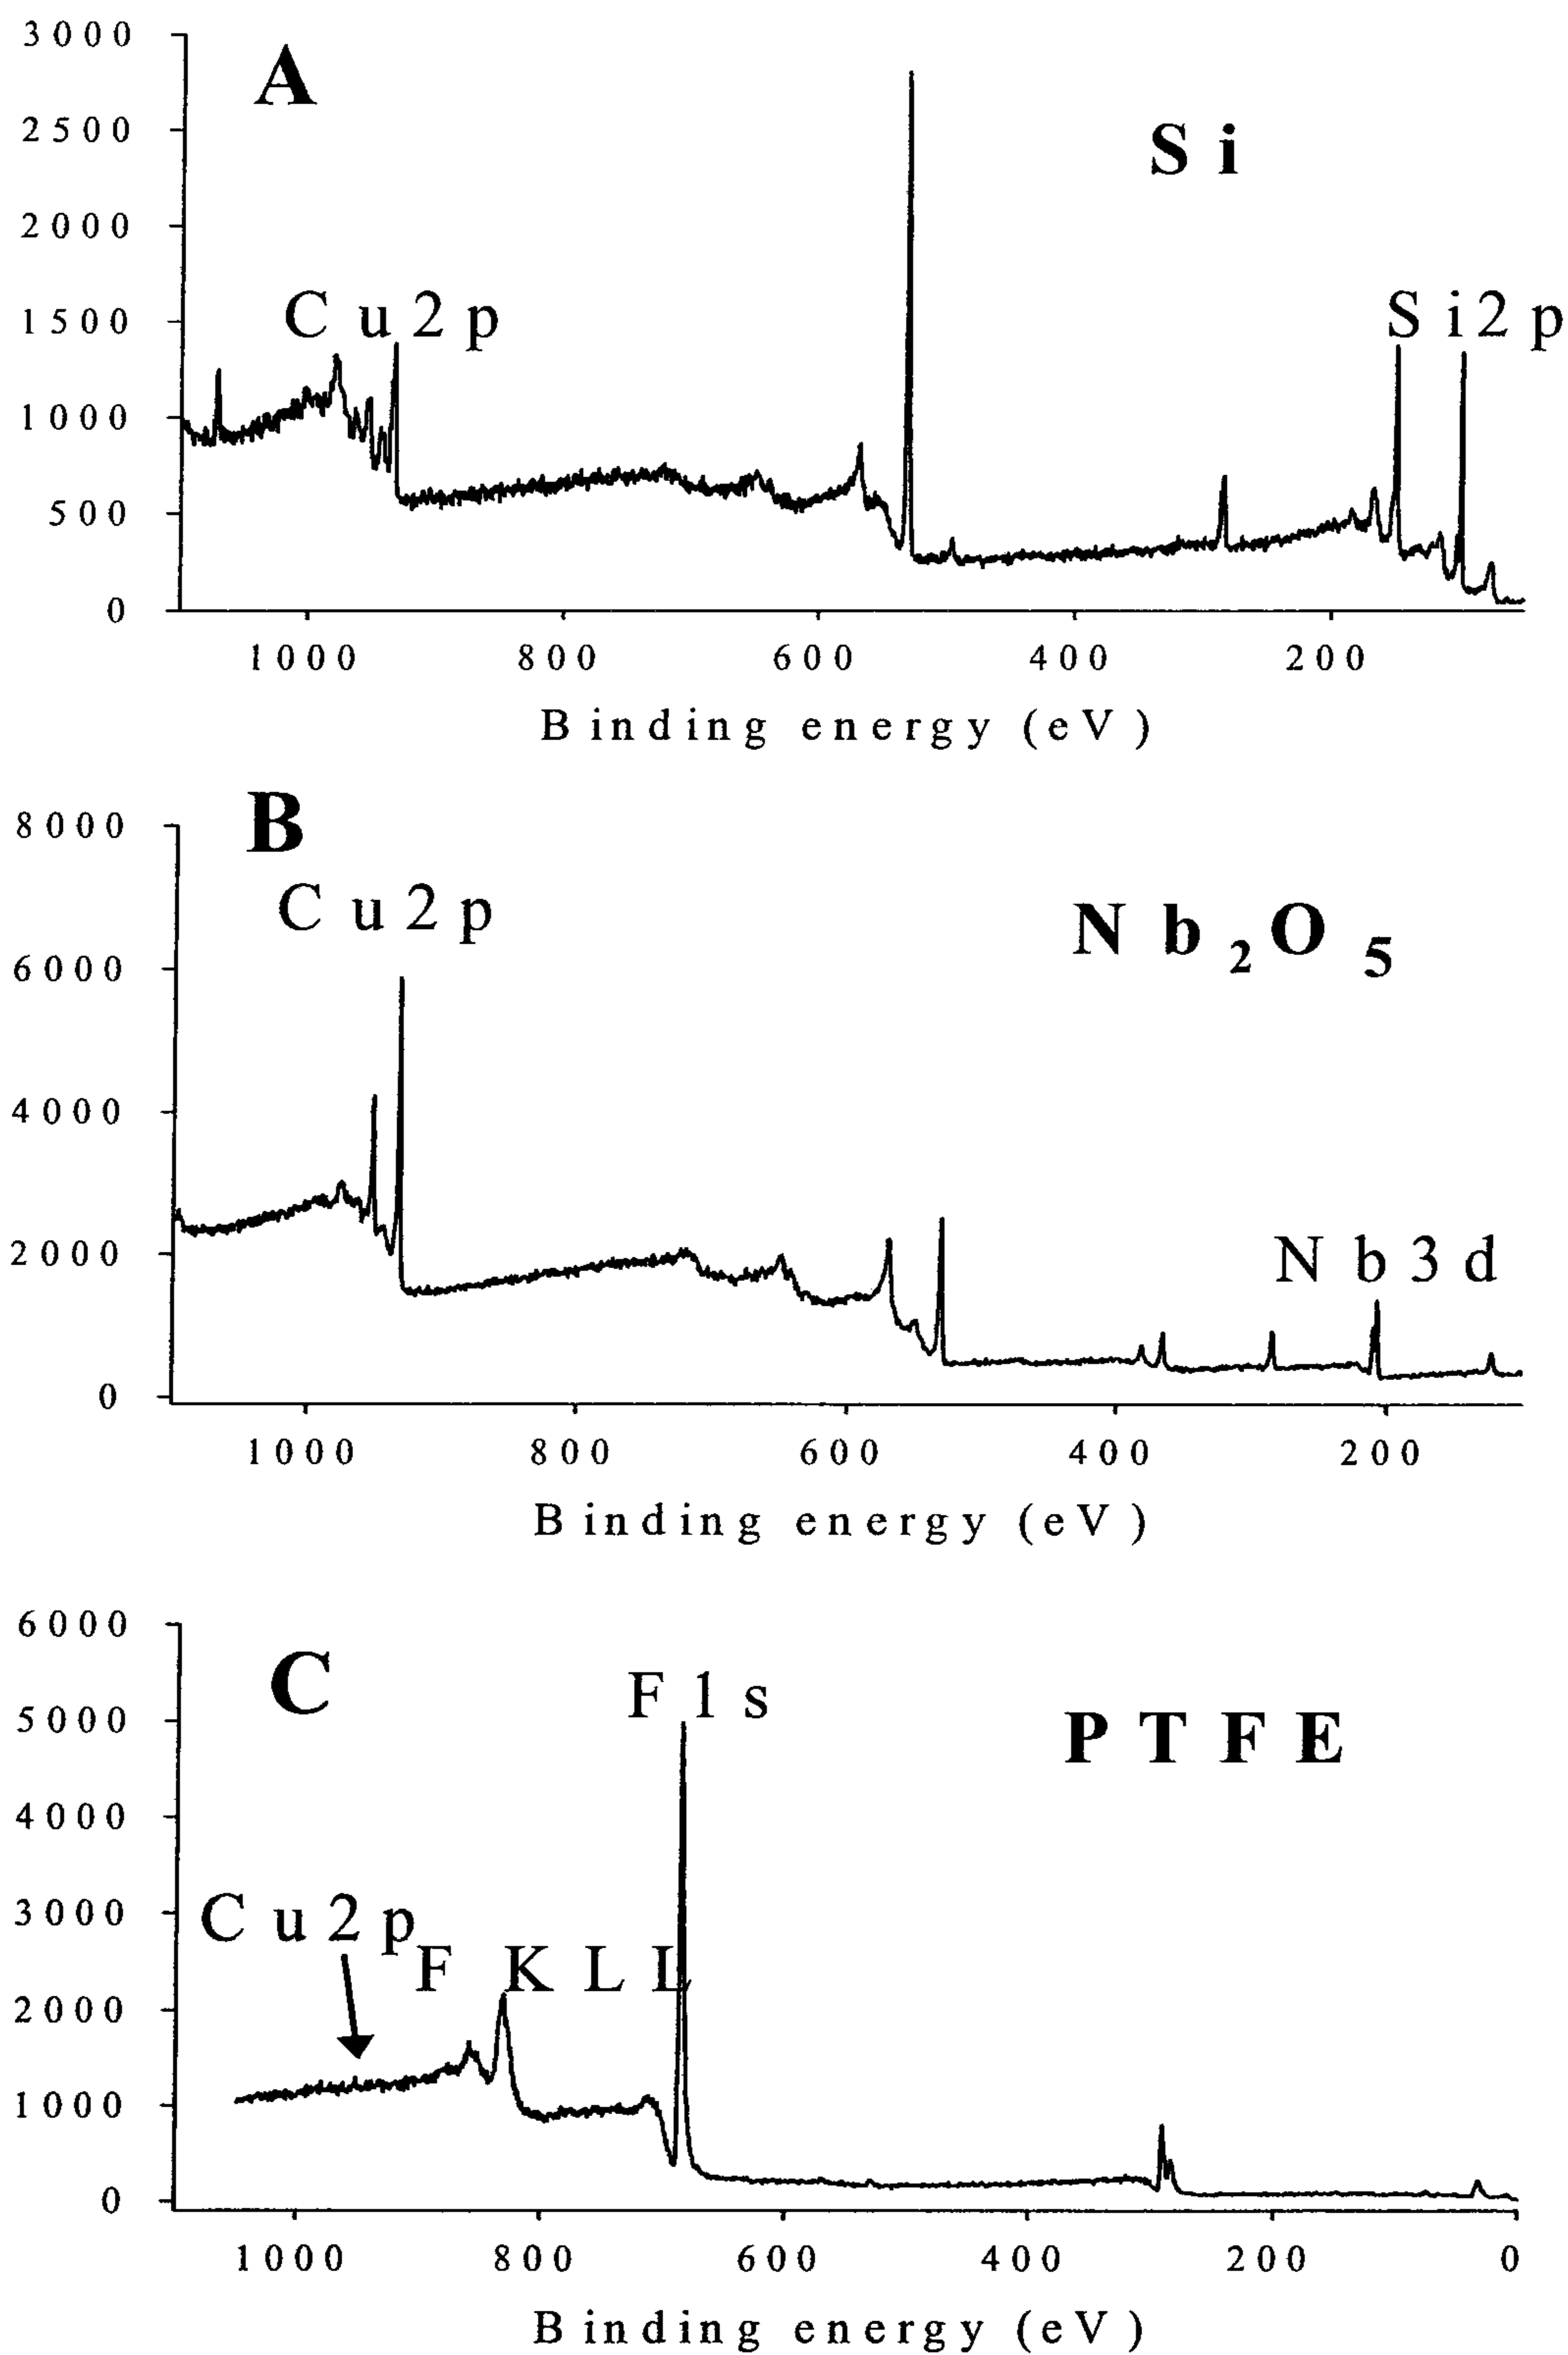 3000
A
2500
Si
2000
Cu2p
Si2p
1500
1000
500
0
1000 800 600 400 200
Binding energy (eV)
8000
B
Cu2p
Nb2O5
6000
4000
2000
Nb3d
0
1000 800 600 400 200
Binding energy (eV)
6000
C
F1s
5000
PTFE
4000
3000
Cu2p
F KLL
2000
1000
0
1000 800 600 400 200 0
Binding energy (eV)